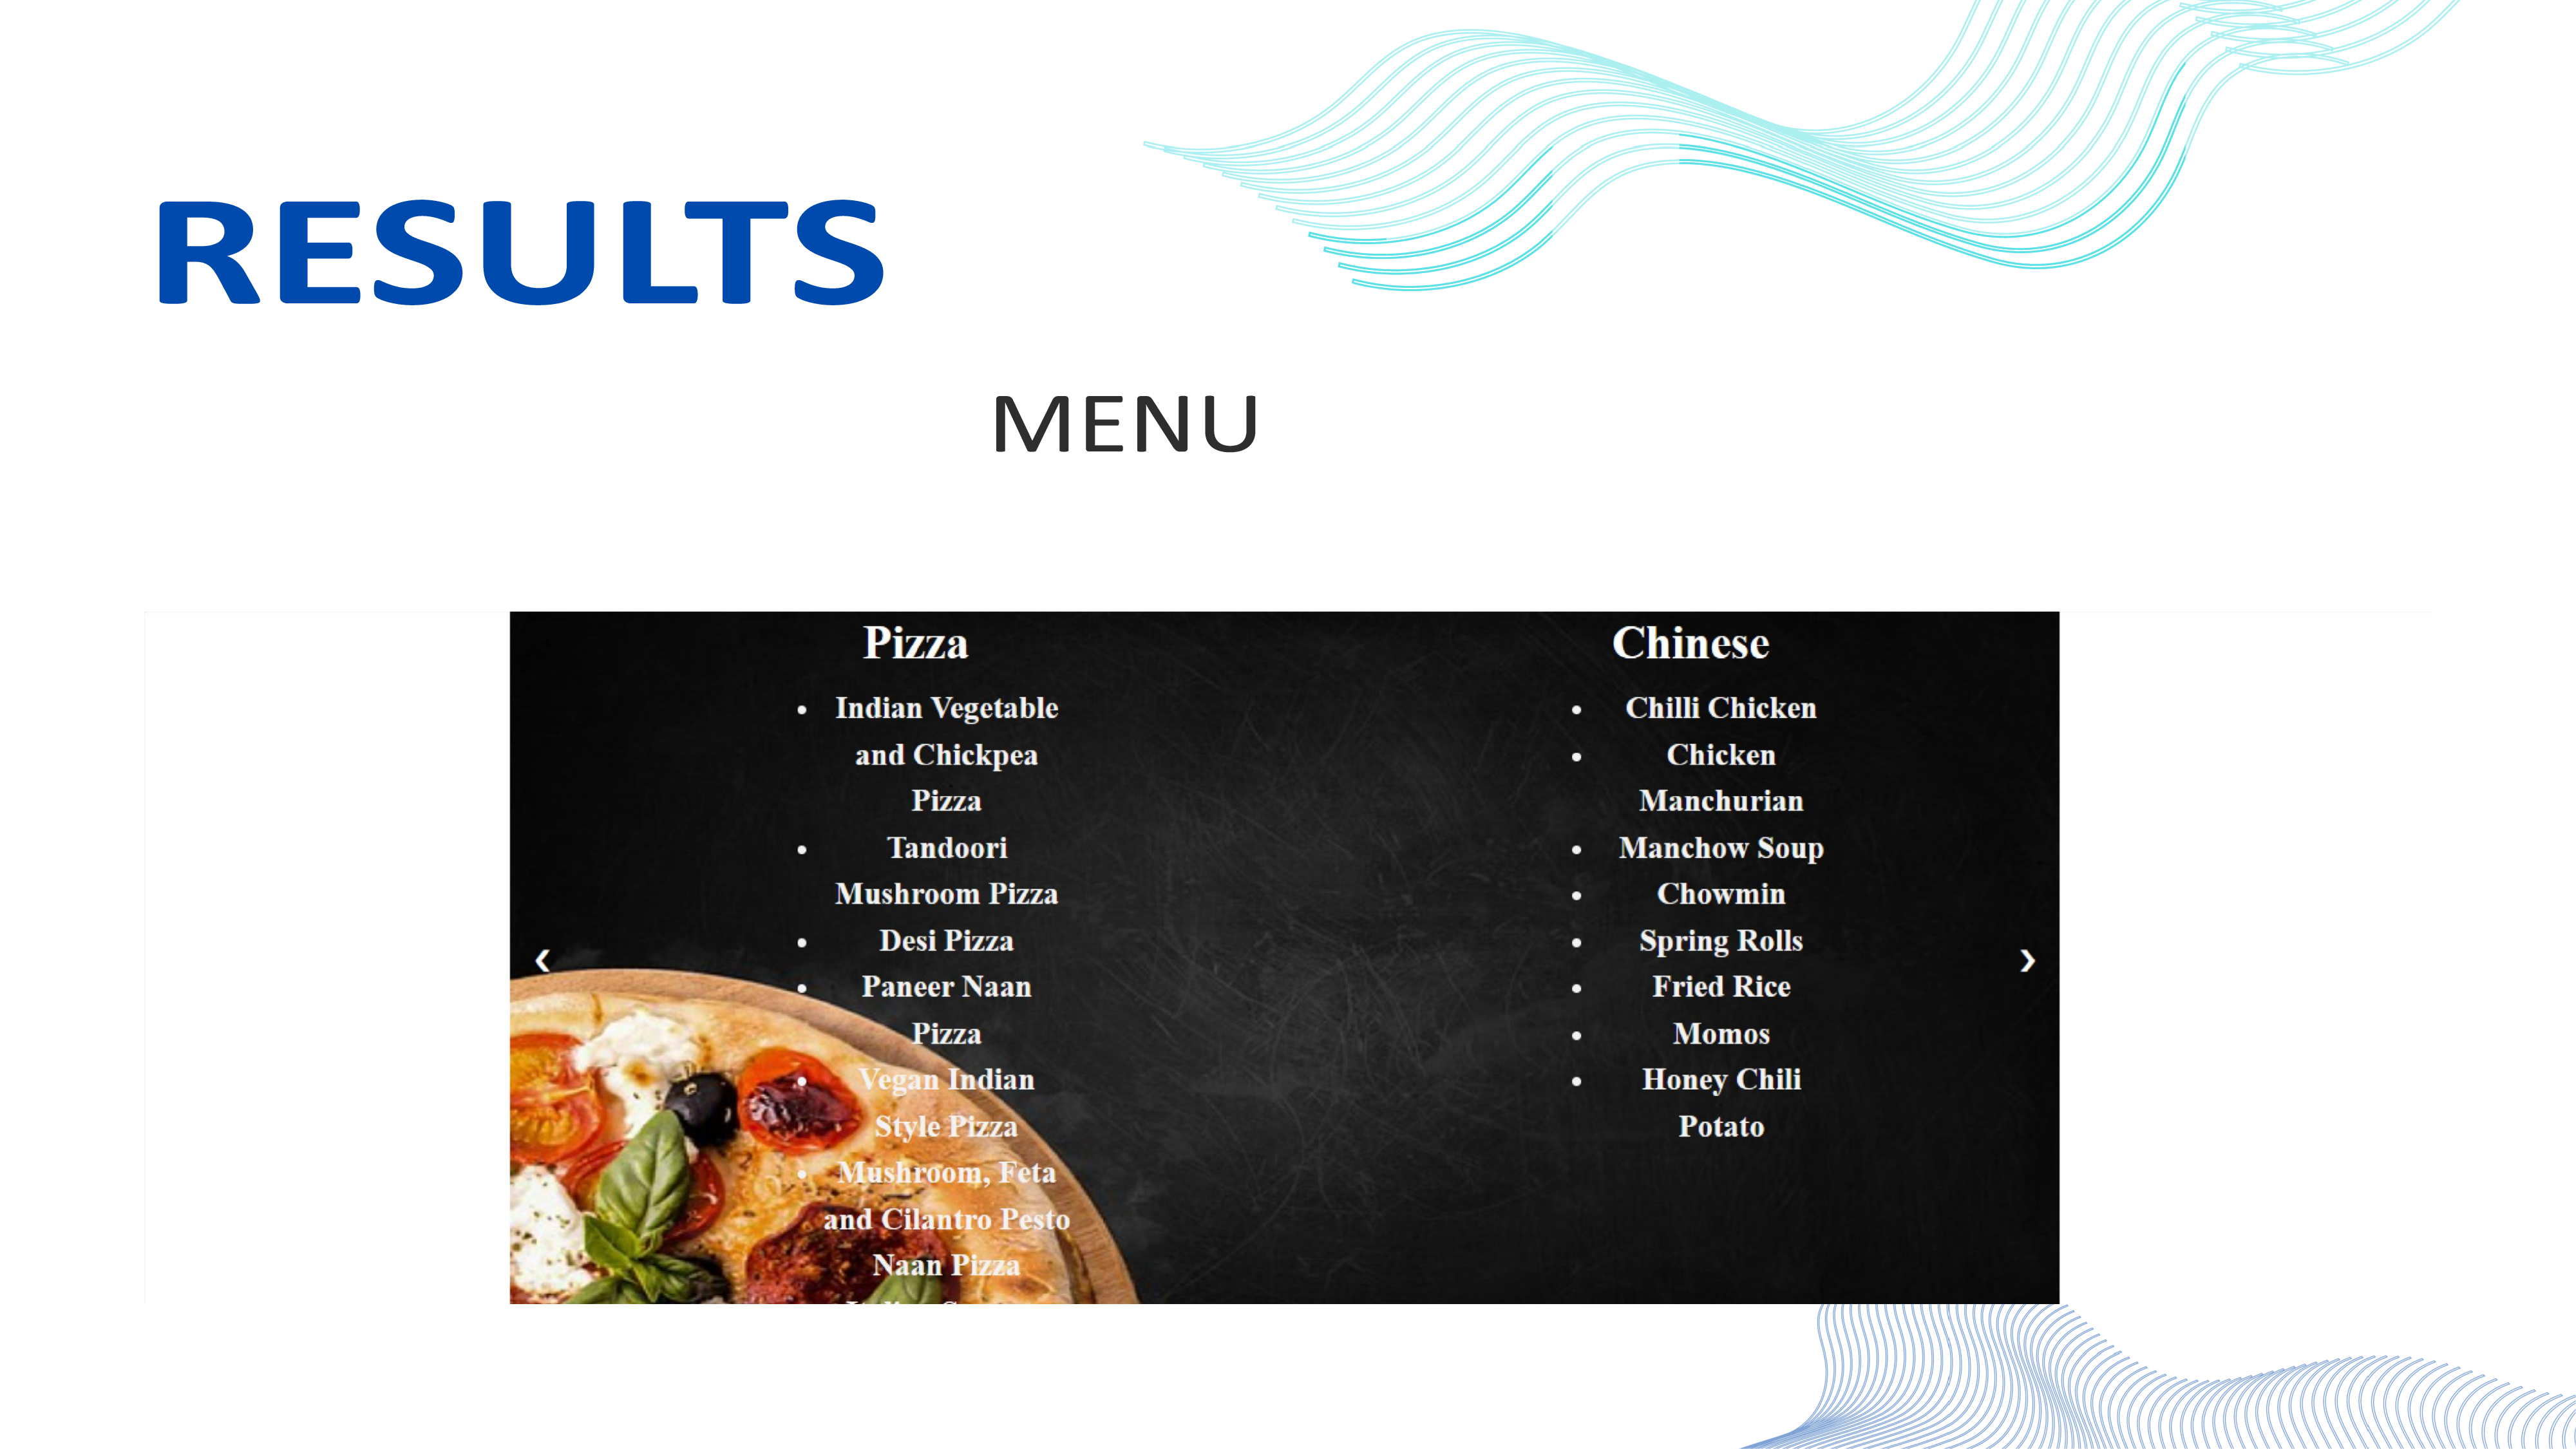 RESULTS
MENU
Pizza
• Indian Vegetable
and Chickpea
Pizza
• Tandoori
Mushroom Pizza
• Desi Pizza
• Paneer Naan
Pizza
• Vegan Indian
Style Pizza
• Mushroom, Feta
and Cilantro Pesto
Naan Pizza
Chinese
• Chilli Chicken
• Chicken
Manchurian
• Manchow Soup
• Chowmin
• Spring Rolls
• Fried Rice
• Momos
• Honey Chili
Potato